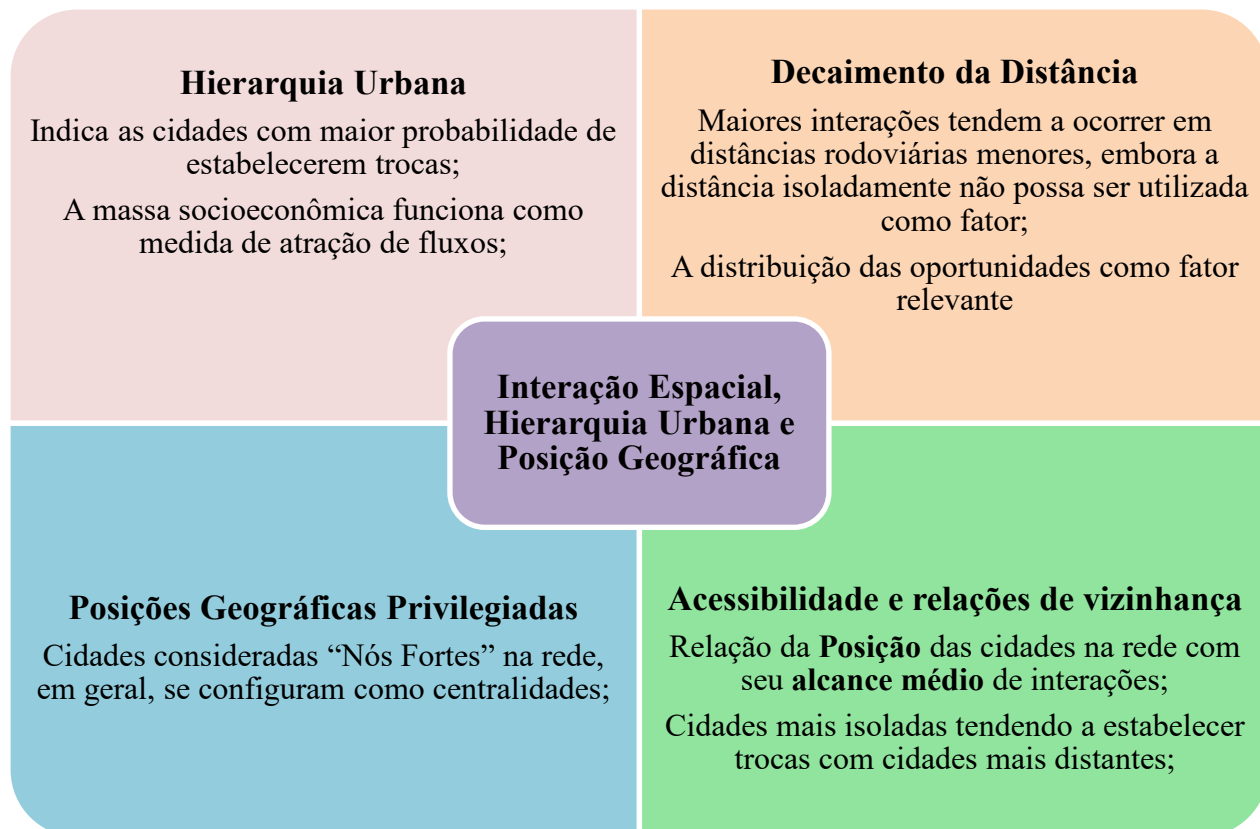 Hierarquia Urbana
Indica as cidades com maior probabilidade de
estabelecerem trocas;
A massa socioeconômica funciona como
medida de atração de fluxos;
Decaimento da Distância
Maiores interações tendem a ocorrer em
distâncias rodoviárias menores, embora a
distância isoladamente não possa ser utilizada
como fator;
A distribuição das oportunidades como fator
relevante
Interação Espacial,
Hierarquia Urbana e
Posição Geográfica
Posições Geográficas Privilegiadas
Cidades consideradas “Nós Fortes” na rede,
em geral, se configuram como centralidades;
Acessibilidade e relações de vizinhança
Relação da Posição das cidades na rede com
seu alcance médio de interações;
Cidades mais isoladas tendendo a estabelecer
trocas com cidades mais distantes;